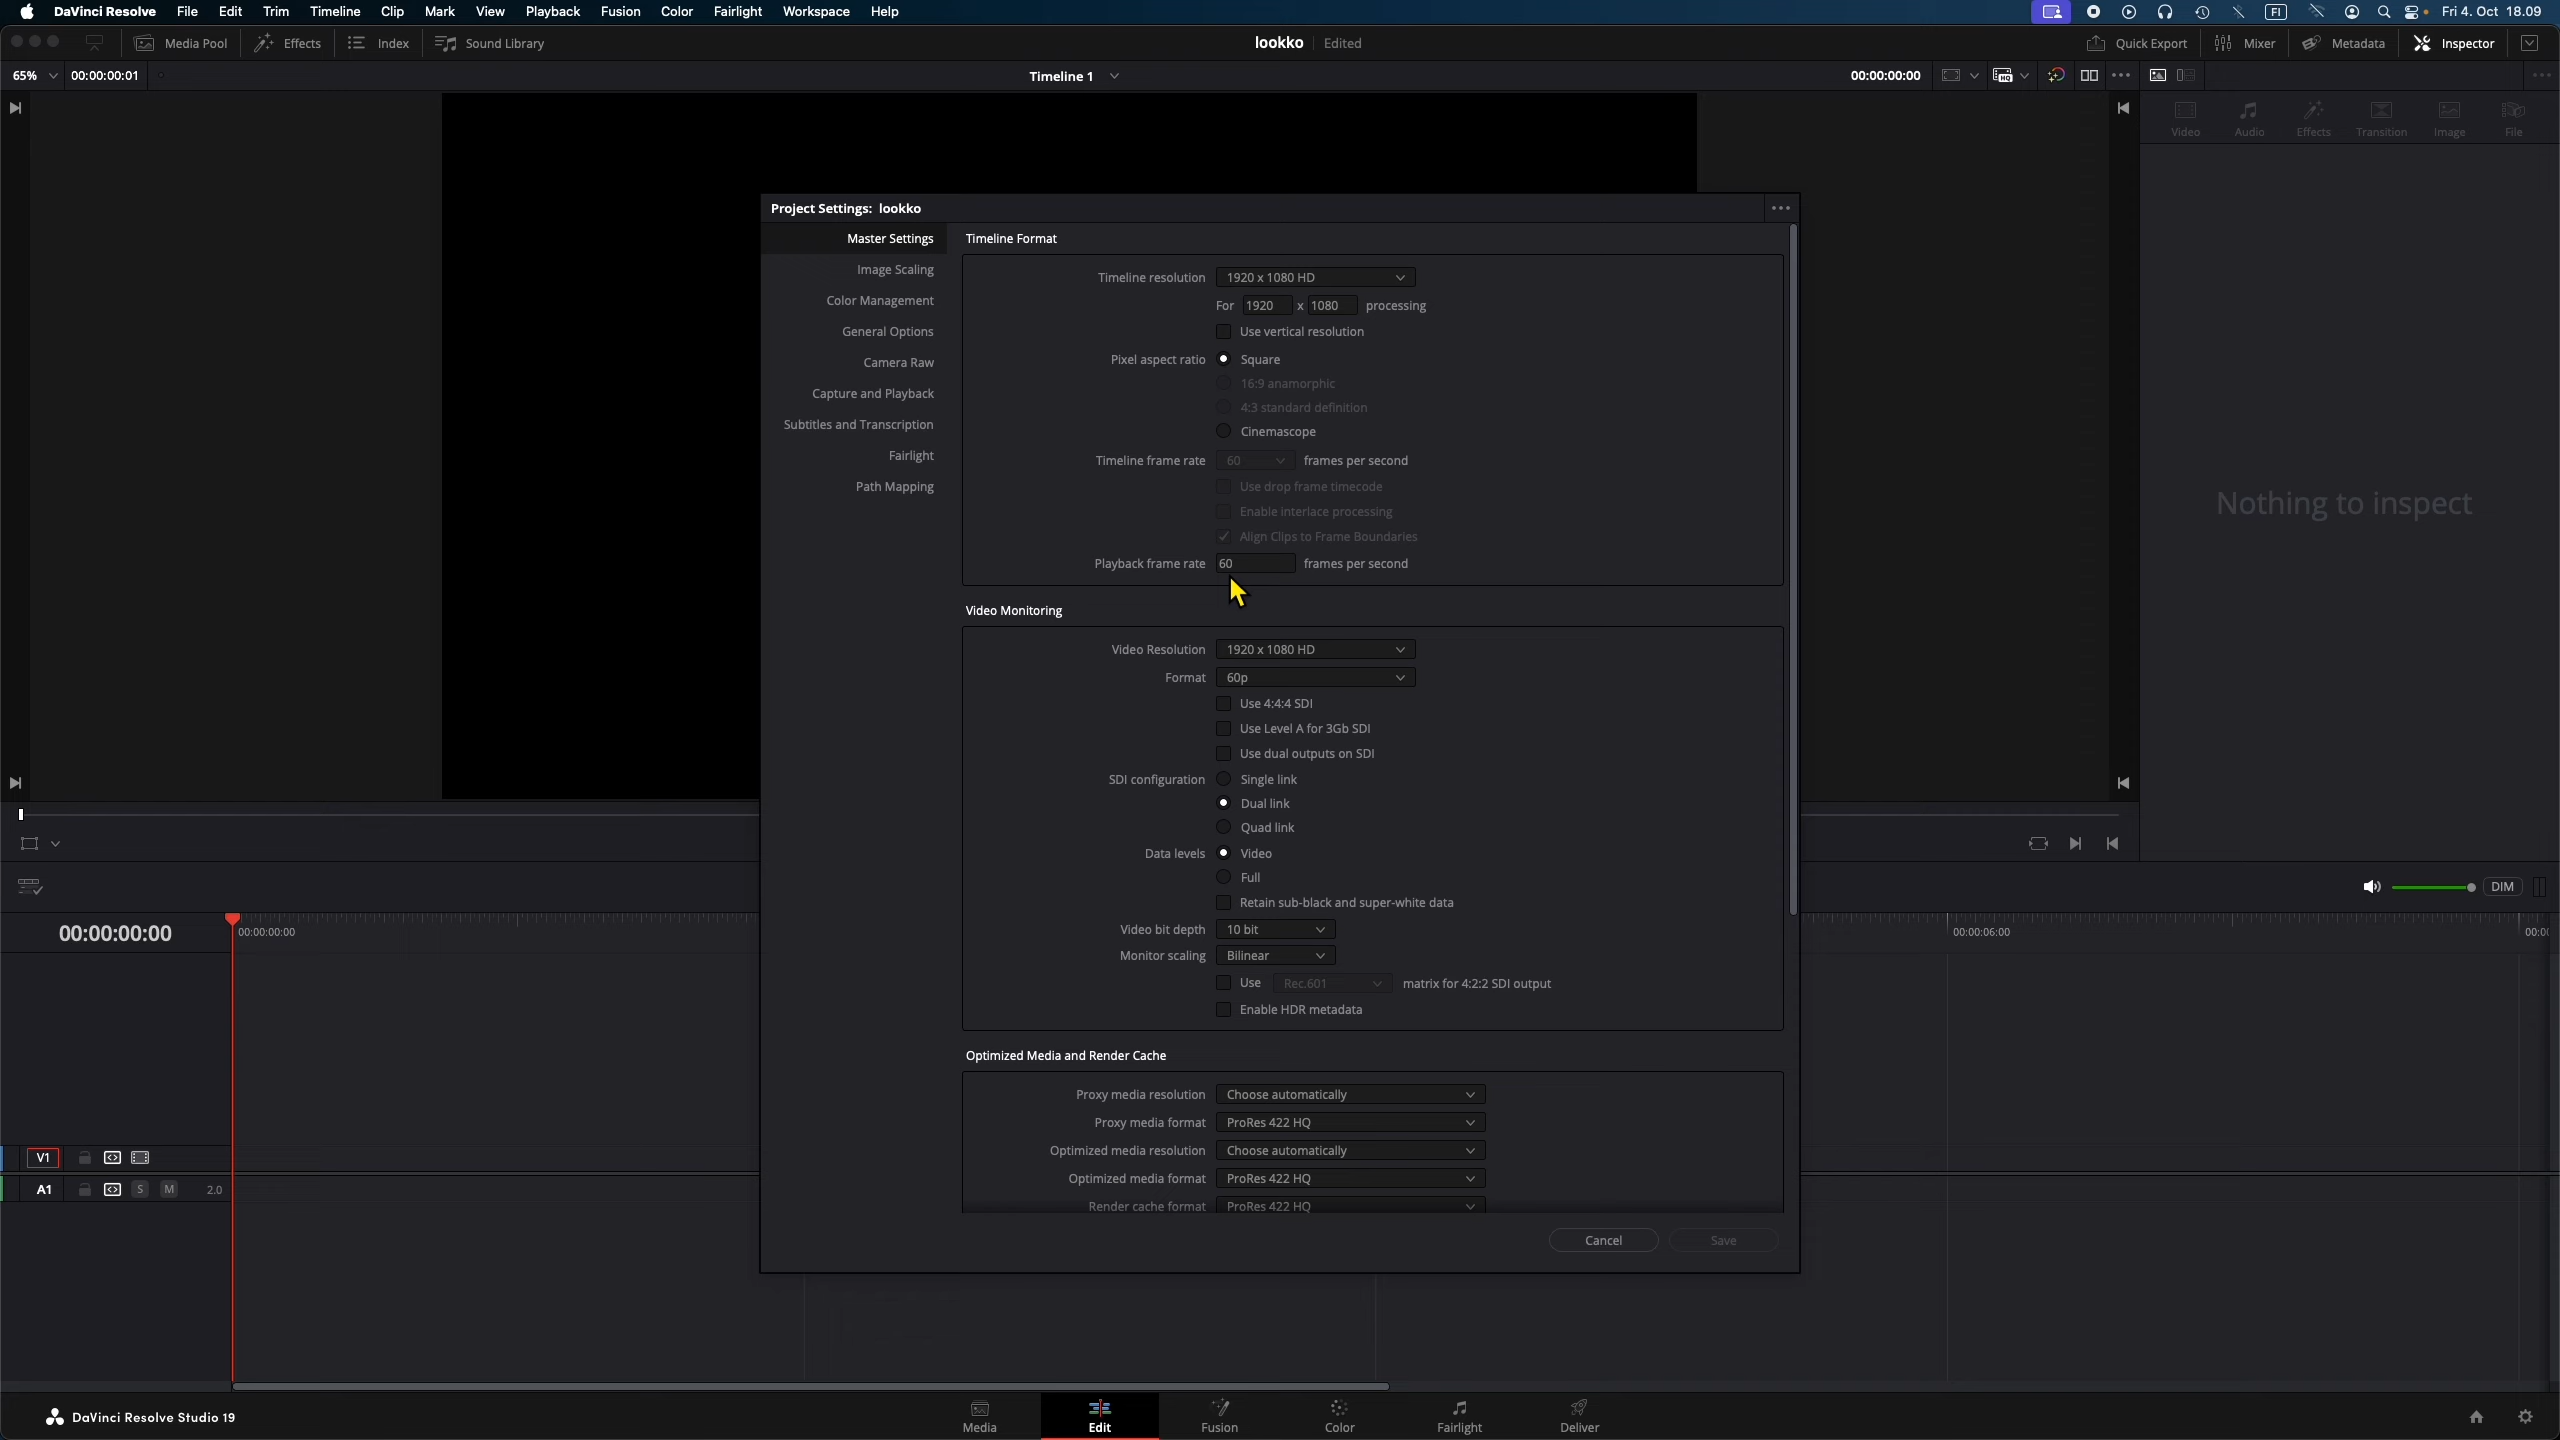 DaVinci Resolve File Edit Trim Timeline Clip Mark View Playback Fusion Color Fairlight Workspace Help FI Fri 4. Oct 18.09
Media Pool Effects Index Sound Library lookko Edited Quick Export Mixer Metadata Inspector
65% 00:00:00:01 Timeline 1 00:00:00:00
Video Audio Effects Transition Image File
Nothing to inspect
Project Settings: lookko
Master Settings
Image Scaling
Color Management
General Options
Camera Raw
Capture and Playback
Subtitles and Transcription
Fairlight
Path Mapping
Timeline Format
Timeline resolution 1920 x 1080 HD
For 1920 x 1080 processing
Use vertical resolution
Pixel aspect ratio Square
16:9 anamorphic
4:3 standard definition
Cinemascope
Timeline frame rate 60 frames per second
Use drop frame timecode
Enable interlace processing
Align Clips to Frame Boundaries
Playback frame rate 60 frames per second
Video Monitoring
Video Resolution 1920 x 1080 HD
Format 60p
Use 4:4:4 SDI
Use Level A for 3Gb SDI
Use dual outputs on SDI
SDI configuration Single link
Dual link
Quad link
Data levels Video
Full
Retain sub-black and super-white data
Video bit depth 10 bit
Monitor scaling Bilinear
Use Rec.601 matrix for 4:2:2 SDI output
Enable HDR metadata
Optimized Media and Render Cache
Proxy media resolution Choose automatically
Proxy media format ProRes 422 HQ
Optimized media resolution Choose automatically
Optimized media format ProRes 422 HQ
Render cache format ProRes 422 HQ
Cancel Save
DIM
00:00:00:00 00:00:00:00 00:00:06:00 00:0
V1
A1 S M 2.0
DaVinci Resolve Studio 19 Media Edit Fusion Color Fairlight Deliver